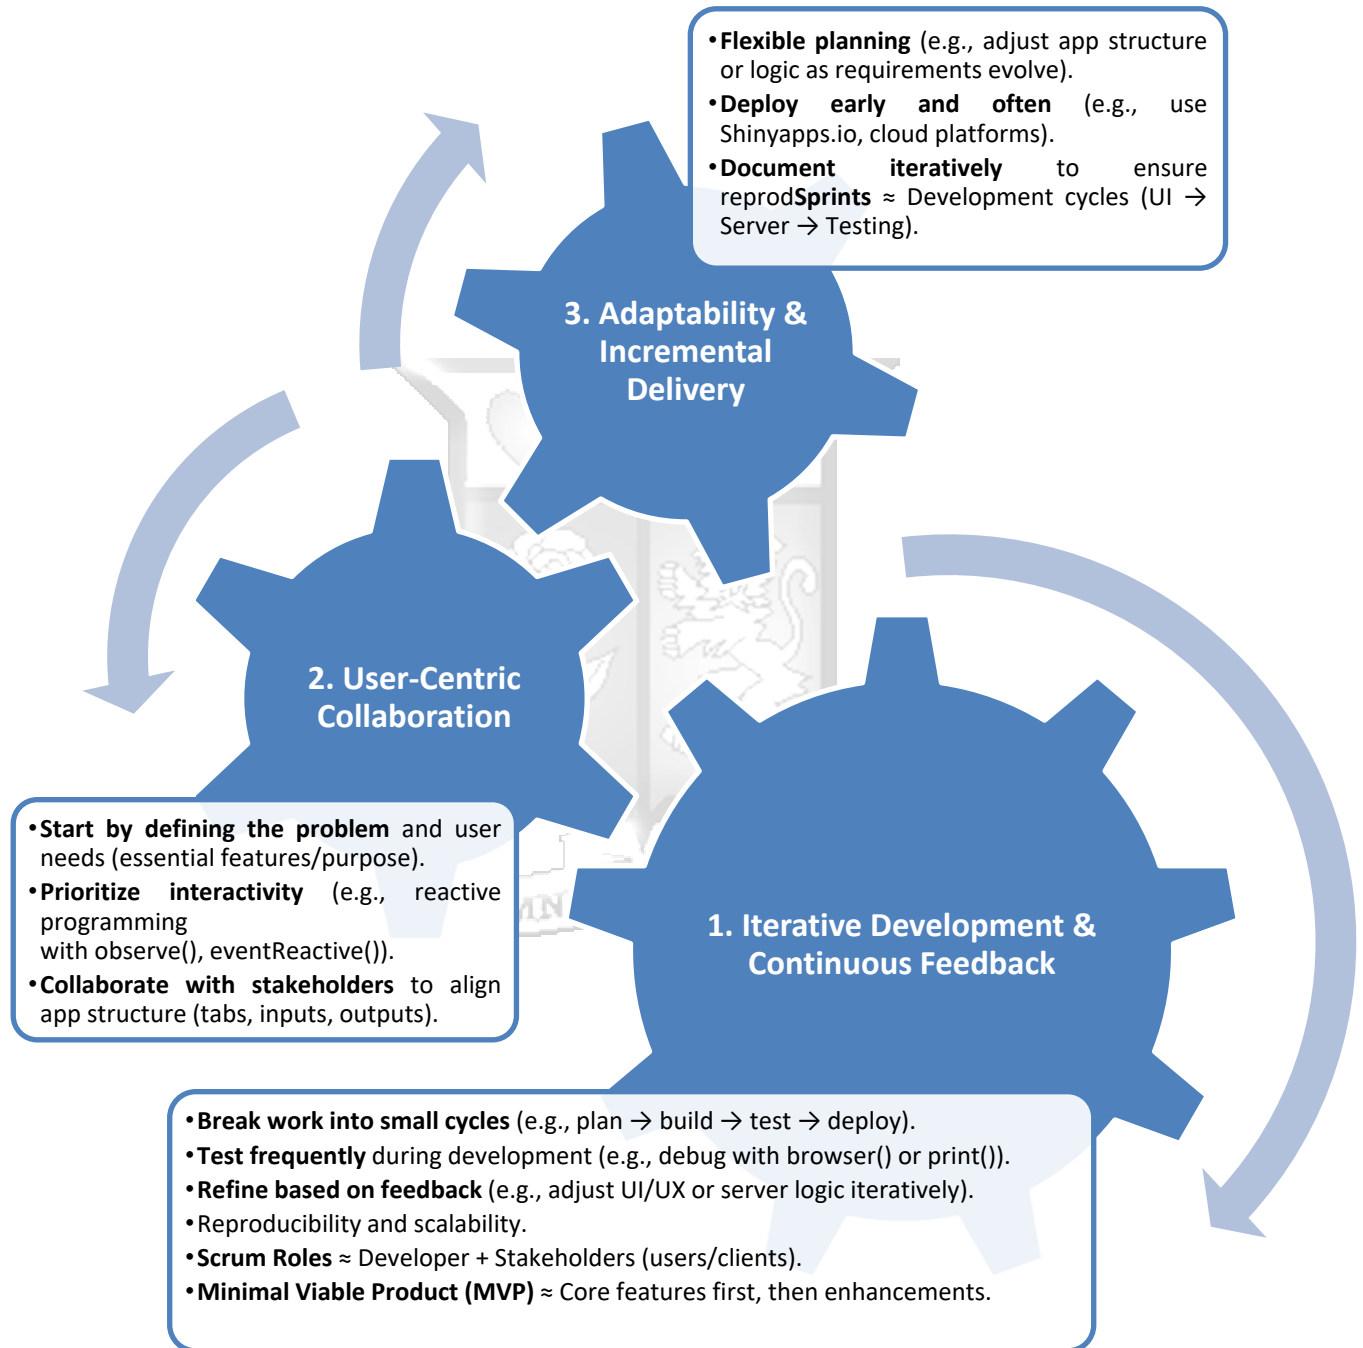 •Flexible planning (e.g., adjust app structure
or logic as requirements evolve).
•Deploy early and often (e.g., use
Shinyapps.io, cloud platforms).
•Document iteratively to ensure
reprodSprints ≈ Development cycles (UI →
Server → Testing).
3. Adaptability &
Incremental
Delivery
2. User-Centric
Collaboration
•Start by defining the problem and user
needs (essential features/purpose).
•Prioritize interactivity (e.g., reactive
programming
with observe(), eventReactive()).
•Collaborate with stakeholders to align
app structure (tabs, inputs, outputs).
1. Iterative Development &
Continuous Feedback
•Break work into small cycles (e.g., plan → build → test → deploy).
•Test frequently during development (e.g., debug with browser() or print()).
•Refine based on feedback (e.g., adjust UI/UX or server logic iteratively).
•Reproducibility and scalability.
•Scrum Roles ≈ Developer + Stakeholders (users/clients).
•Minimal Viable Product (MVP) ≈ Core features first, then enhancements.